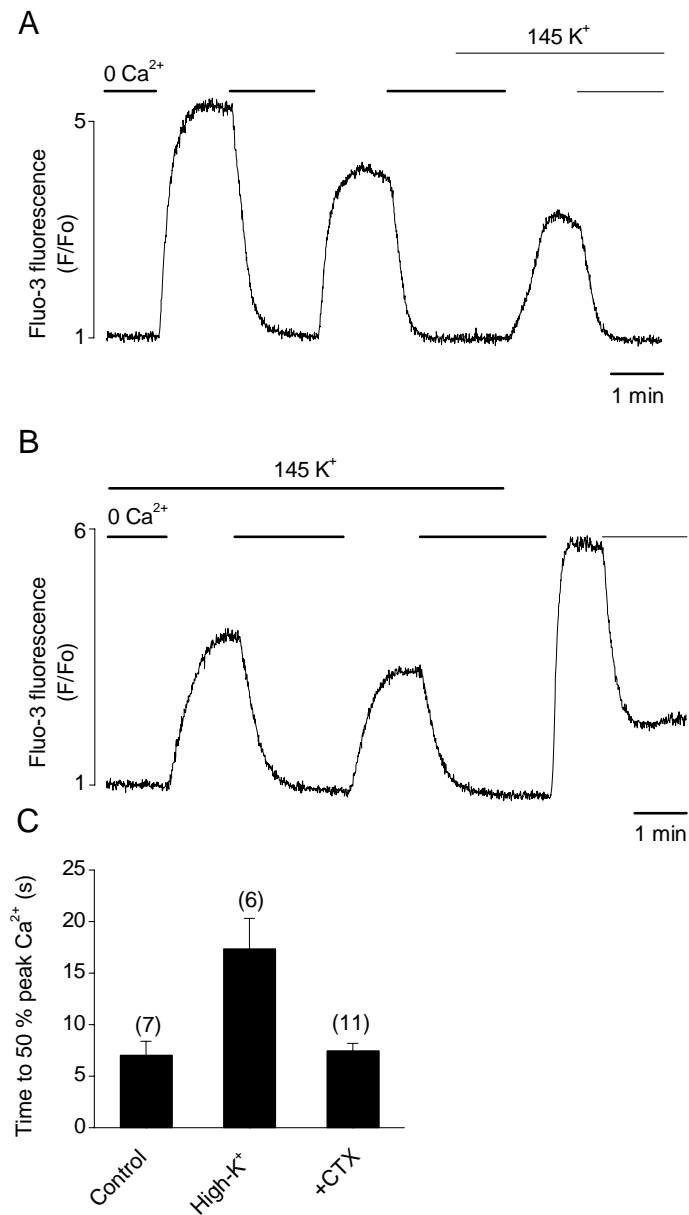 A
145 K⁺
0 Ca²⁺
5
Fluo-3 fluorescence
(F/Fo)
1
1 min
B
145 K⁺
0 Ca²⁺
6
Fluo-3 fluorescence
(F/Fo)
1
1 min
C
25
20
15
10
5
0
Time to 50 % peak Ca²⁺ (s)
(7)
(6)
(11)
Control
High-K⁺
+CTX